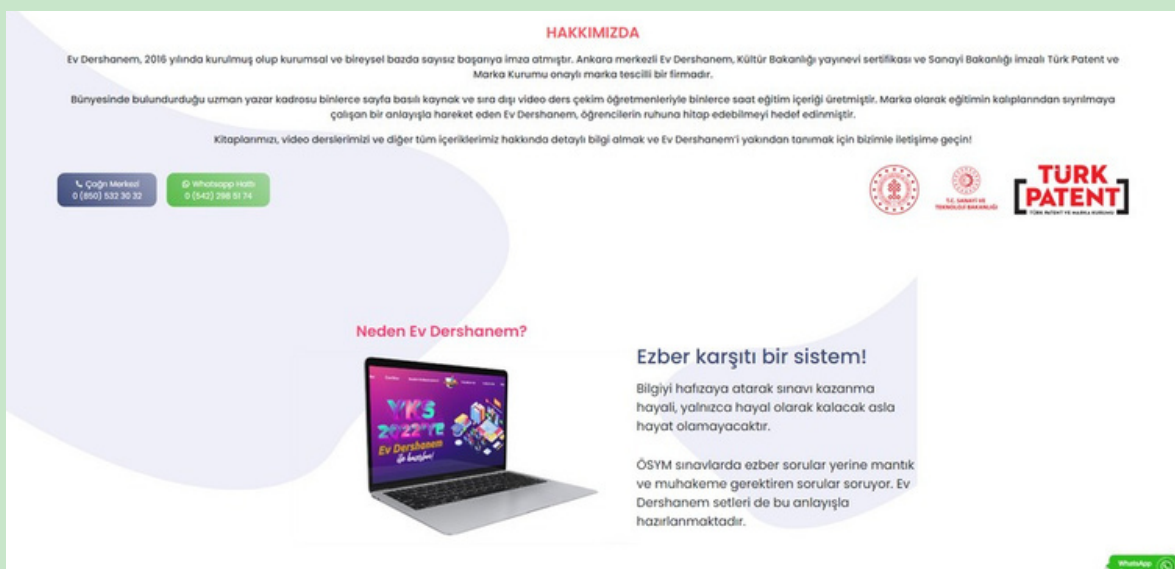 HAKKIMIZDA
Ev Dershanem, 2016 yılında kurulmuş olup kurumsal ve bireysel bazda sayısız başarıya imza atmıştır. Ankara merkezli Ev Dershanem, Kültür Bakanlığı yayınevi sertifikası ve Sanayi Bakanlığı imzalı Türk Patent ve
Marka Kurumu onaylı marka tescilli bir firmadır.
Bünyesinde bulundurduğu uzman yazar kadrosu binlerce sayfa basılı kaynak ve sıra dışı video ders çekim öğretmenleriyle binlerce saat eğitim içeriği üretmiştir. Marka olarak eğitimin kalıplarından sıyrılmaya
çalışan bir anlayışla hareket eden Ev Dershanem, öğrencilerin ruhuna hitap edebilmeyi hedef edinmiştir.
Kitaplarımızı, video derslerimizi ve diğer tüm içeriklerimiz hakkında detaylı bilgi almak ve Ev Dershanem'i yakından tanımak için bizimle iletişime geçin!
Çağrı Merkezi
0 (850) 532 30 32
Whatsapp Hattı
0 (542) 298 51 74
T.C. SANAYİ VE
TEKNOLOJİ BAKANLIĞI
TÜRK
PATENT
TÜRK PATENT VE MARKA KURUMU
Neden Ev Dershanem?
YKS
2022'YE
Ev Dershanem
ile hazırlan!
Ezber karşıtı bir sistem!
Bilgiyi hafızaya atarak sınavı kazanma
hayali, yalnızca hayal olarak kalacak asla
hayat olamayacaktır.
ÖSYM sınavlarda ezber sorular yerine mantık
ve muhakeme gerektiren sorular soruyor. Ev
Dershanem setleri de bu anlayışla
hazırlanmaktadır.
WhatsApp